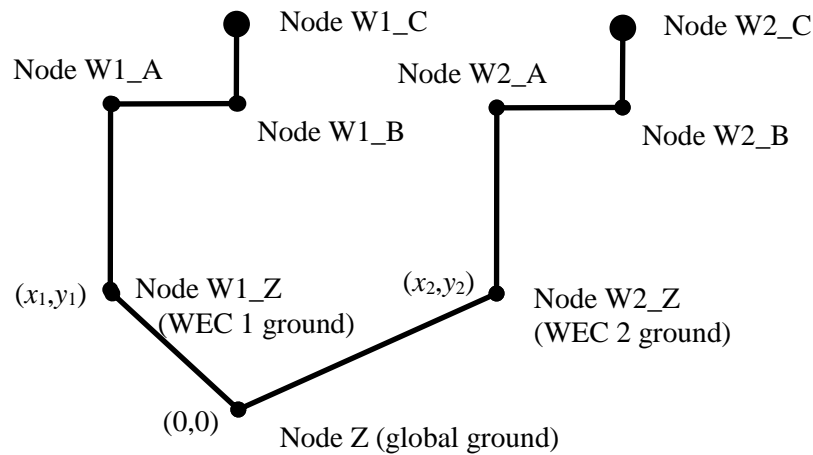 Node W1_C
Node W2_C
Node W1_A
Node W2_A
Node W1_B
Node W2_B
(x₁,y₁)
Node W1_Z
(WEC 1 ground)
(x₂,y₂)
Node W2_Z
(WEC 2 ground)
(0,0)
Node Z (global ground)